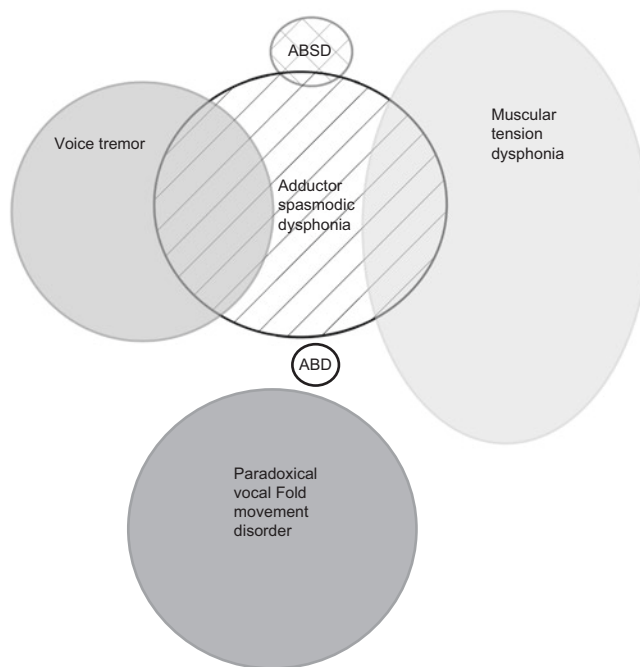 ABSD
Voice tremor
Muscular
tension
dysphonia
Adductor
spasmodic
dysphonia
ABD
Paradoxical
vocal Fold
movement
disorder